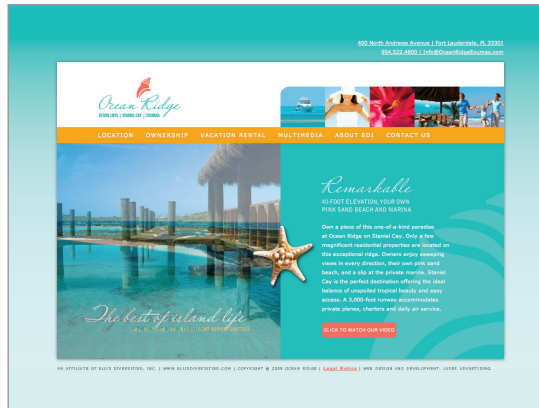 400 North Andrews Avenue | Fort Lauderdale, FL 33301
954.522.4800 | Info@OceanRidgeExumas.com
Ocean Ridge
ESTATE LOTS | STANIEL CAY | EXUMAS
LOCATION OWNERSHIP VACATION RENTAL MULTIMEDIA ABOUT EDI CONTACT US
Remarkable
40-FOOT ELEVATION, YOUR OWN
PINK SAND BEACH AND MARINA
Own a piece of this one-of-a-kind paradise
at Ocean Ridge on Staniel Cay. Only a few
magnificent residential properties are located on
this exceptional ridge. Owners enjoy sweeping
views in every direction, their own pink sand
beach, and a slip at the private marina. Staniel
Cay is the perfect destination offering the ideal
balance of unspoiled tropical beauty and easy
access. A 3,000-foot runway accommodates
private planes, charters and daily air service.
The best of island life
OPPORTUNITIES
CLICK TO WATCH OUR VIDEO
AN AFFILIATE OF ELLIS DIVERSIFIED, INC. | WWW.ELLISDIVERSIFIED.COM | COPYRIGHT © 2009 OCEAN RIDGE | Legal Notice | WEB DESIGN AND DEVELOPMENT- LVERE ADVERTISING